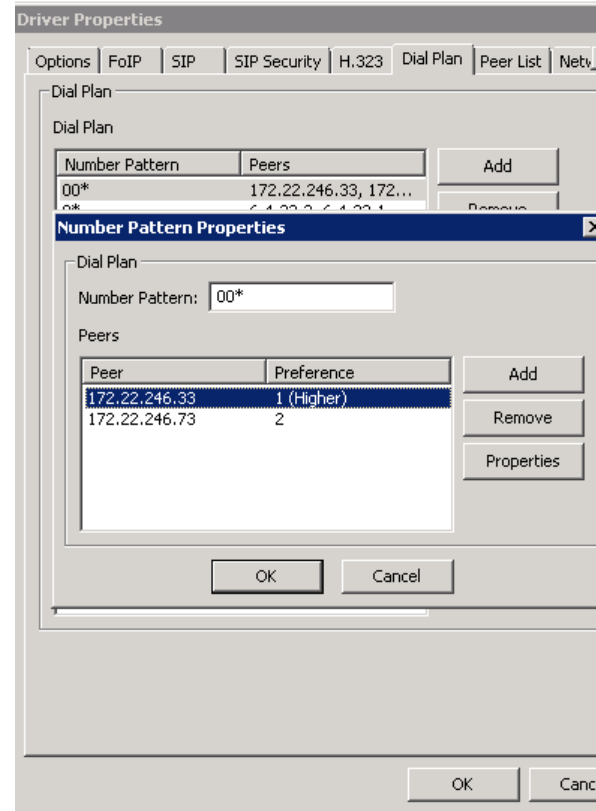 Driver Properties
Options FoIP SIP SIP Security H.323 Dial Plan Peer List
Dial Plan
Dial Plan
Number Pattern Peers Add
00* 172.22.246.33, 172...
Number Pattern Properties
Dial Plan
Number Pattern: 00*
Peers
Peer Preference Add
172.22.246.33 1 (Higher)
172.22.246.73 2 Remove
Properties
OK Cancel
OK Canc